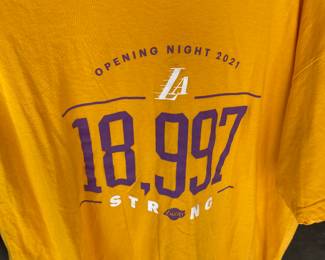 OPENING NIGHT 2021
LA
18,997
STRONG